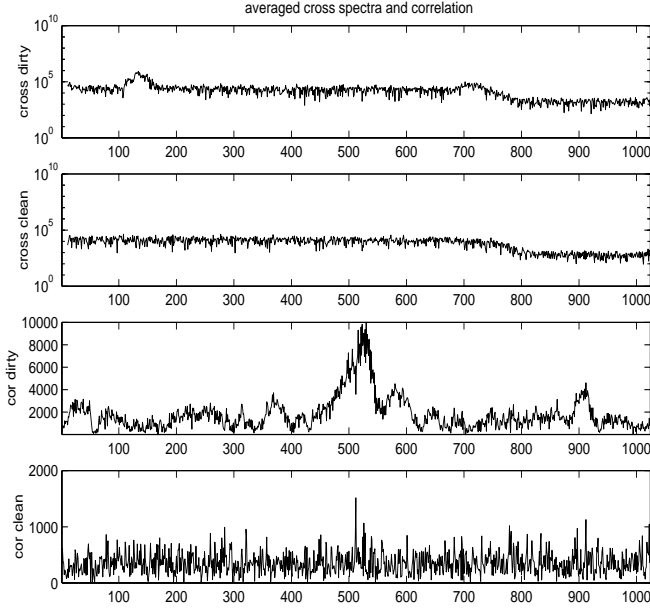 averaged cross spectra and correlation
10^10
10^5
10^0
cross dirty
100 200 300 400 500 600 700 800 900 1000
10^10
10^5
10^0
cross clean
100 200 300 400 500 600 700 800 900 1000
10000
8000
6000
4000
2000
cor dirty
100 200 300 400 500 600 700 800 900 1000
2000
1000
0
cor clean
100 200 300 400 500 600 700 800 900 1000